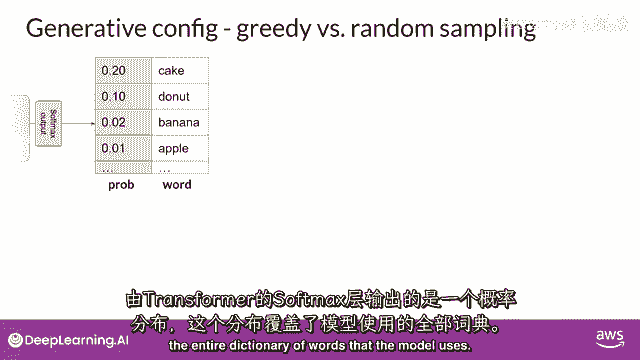 Generative config - greedy vs. random sampling
Softmax output
0.20 cake
0.10 donut
0.02 banana
0.01 apple
... ...
prob word
由Transformer的Softmax层输出的是一个概率
分布，这个分布覆盖了模型使用的全部词典。
the entire dictionary of words that the model uses.
DeepLearning.AI
aws